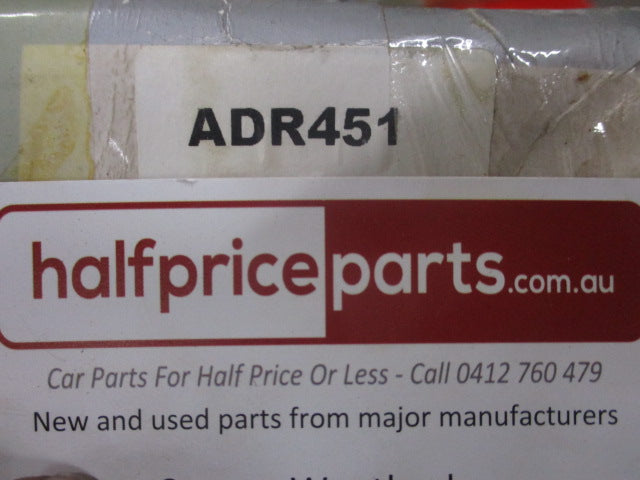 ADR451
halfpriceparts.com.au
Car Parts For Half Price Or Less - Call 0412 760 479
New and used parts from major manufacturers